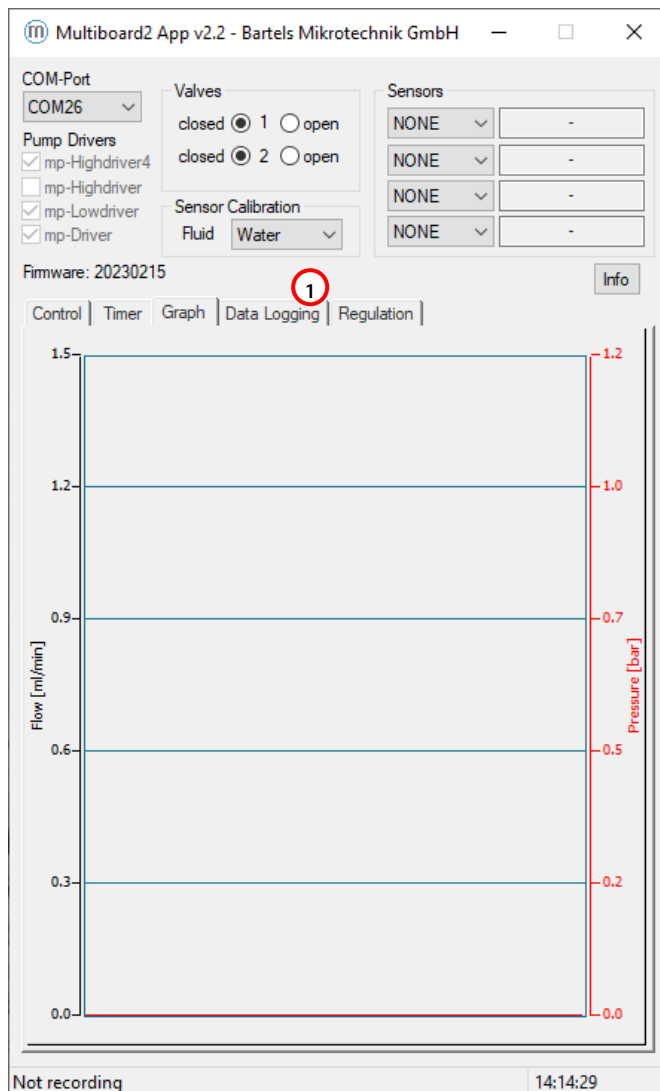 Multiboard2 App v2.2 - Bartels Mikrotechnik GmbH
COM-Port
COM26
Pump Drivers
mp-Highdriver4
mp-Highdriver
mp-Lowdriver
mp-Driver
Valves
closed 1 open
closed 2 open
Sensor Calibration
Fluid Water
Sensors
NONE -
NONE -
NONE -
NONE -
Firmware: 20230215
Info
1
Control Timer Graph Data Logging Regulation
1.5 1.2
1.2 1.0
0.9 0.7
Flow [ml/min] Pressure [bar]
0.6 0.5
0.3 0.2
0.0 0.0
Not recording 14:14:29